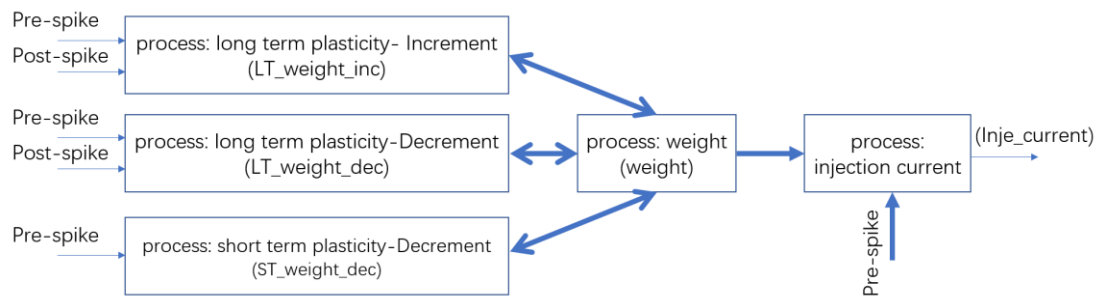 Pre-spike
Post-spike
process: long term plasticity- Increment
(LT_weight_inc)
Pre-spike
Post-spike
process: long term plasticity-Decrement
(LT_weight_dec)
process: weight
(weight)
process:
injection current
(Inje_current)
Pre-spike
process: short term plasticity-Decrement
(ST_weight_dec)
Pre-spike